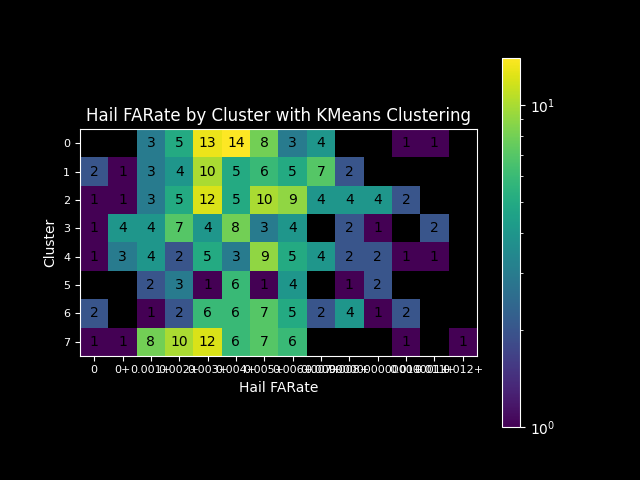 Hail FARate by Cluster with KMeans Clustering
10¹
0 3 5 13 14 8 3 4 1 1
1 2 1 3 4 10 5 6 5 7 2
2 1 1 3 5 12 5 10 9 4 4 4 2
3 1 4 4 7 4 8 3 4 2 1 2
4 1 3 4 2 5 3 9 5 4 2 2 1 1
5 2 3 1 6 1 4 1 2
6 2 1 2 6 6 7 5 2 4 1 2
7 1 1 8 10 12 6 7 6 1 1
Cluster
0 0+
Hail FARate
10⁰